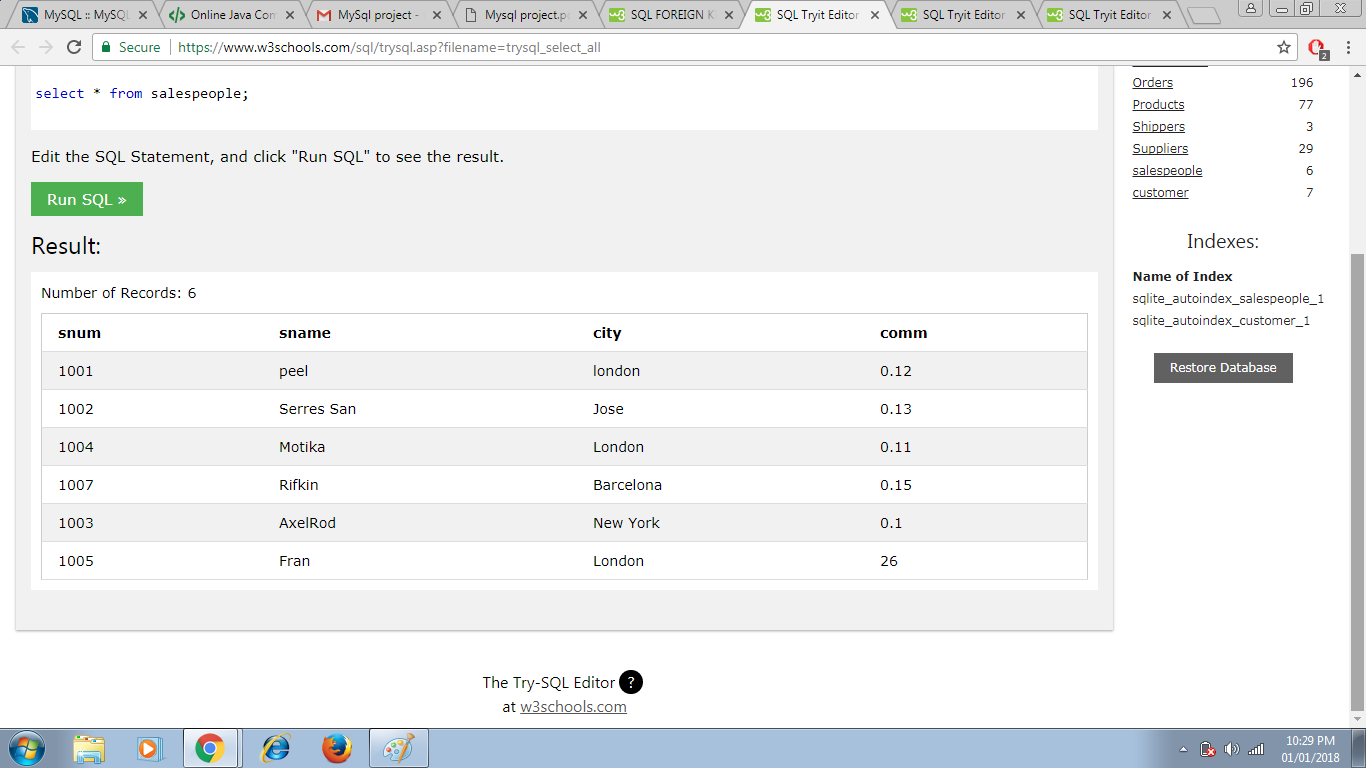 MySQL :: MySQL
Online Java Com
MySql project -
Mysql project.pd
SQL FOREIGN K
SQL Tryit Editor
SQL Tryit Editor
SQL Tryit Editor
Secure https://www.w3schools.com/sql/trysql.asp?filename=trysql_select_all
2
select * from salespeople;
Edit the SQL Statement, and click "Run SQL" to see the result.
Run SQL »
Result:
Number of Records: 6
snum sname city comm
1001 peel london 0.12
1002 Serres San Jose 0.13
1004 Motika London 0.11
1007 Rifkin Barcelona 0.15
1003 AxelRod New York 0.1
1005 Fran London 26
Orders 196
Products 77
Shippers 3
Suppliers 29
salespeople 6
customer 7
Indexes:
Name of Index
sqlite_autoindex_salespeople_1
sqlite_autoindex_customer_1
Restore Database
The Try-SQL Editor ?
at w3schools.com
10:29 PM
01/01/2018